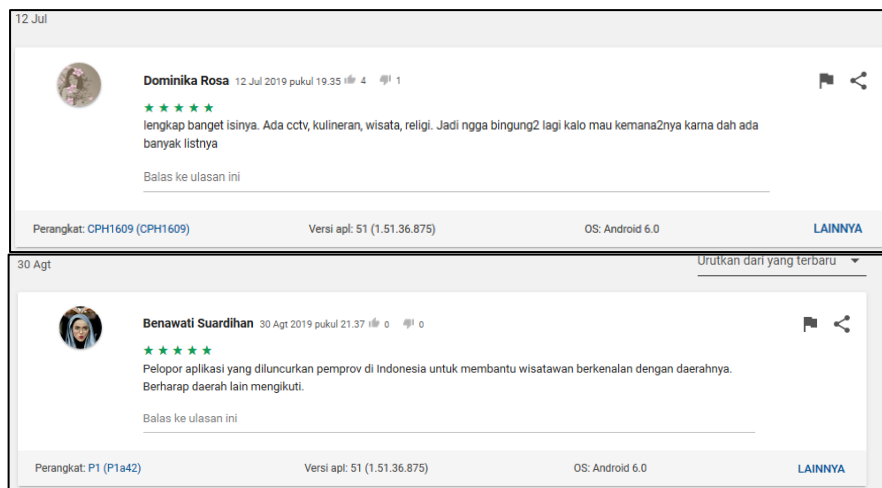 12 Jul
Dominika Rosa 12 Jul 2019 pukul 19.35 4 1
lengkap banget isinya. Ada cctv, kulineran, wisata, religi. Jadi ngga bingung2 lagi kalo mau kemana2nya karna dah ada
banyak listnya
Balas ke ulasan ini
Perangkat: CPH1609 (CPH1609) Versi apl: 51 (1.51.36.875) OS: Android 6.0 LAINNYA
30 Agt Urutkan dari yang terbaru
Benawati Suardihan 30 Agt 2019 pukul 21.37 0 0
Pelopor aplikasi yang diluncurkan pemprov di Indonesia untuk membantu wisatawan berkenalan dengan daerahnya.
Berharap daerah lain mengikuti.
Balas ke ulasan ini
Perangkat: P1 (P1a42) Versi apl: 51 (1.51.36.875) OS: Android 6.0 LAINNYA